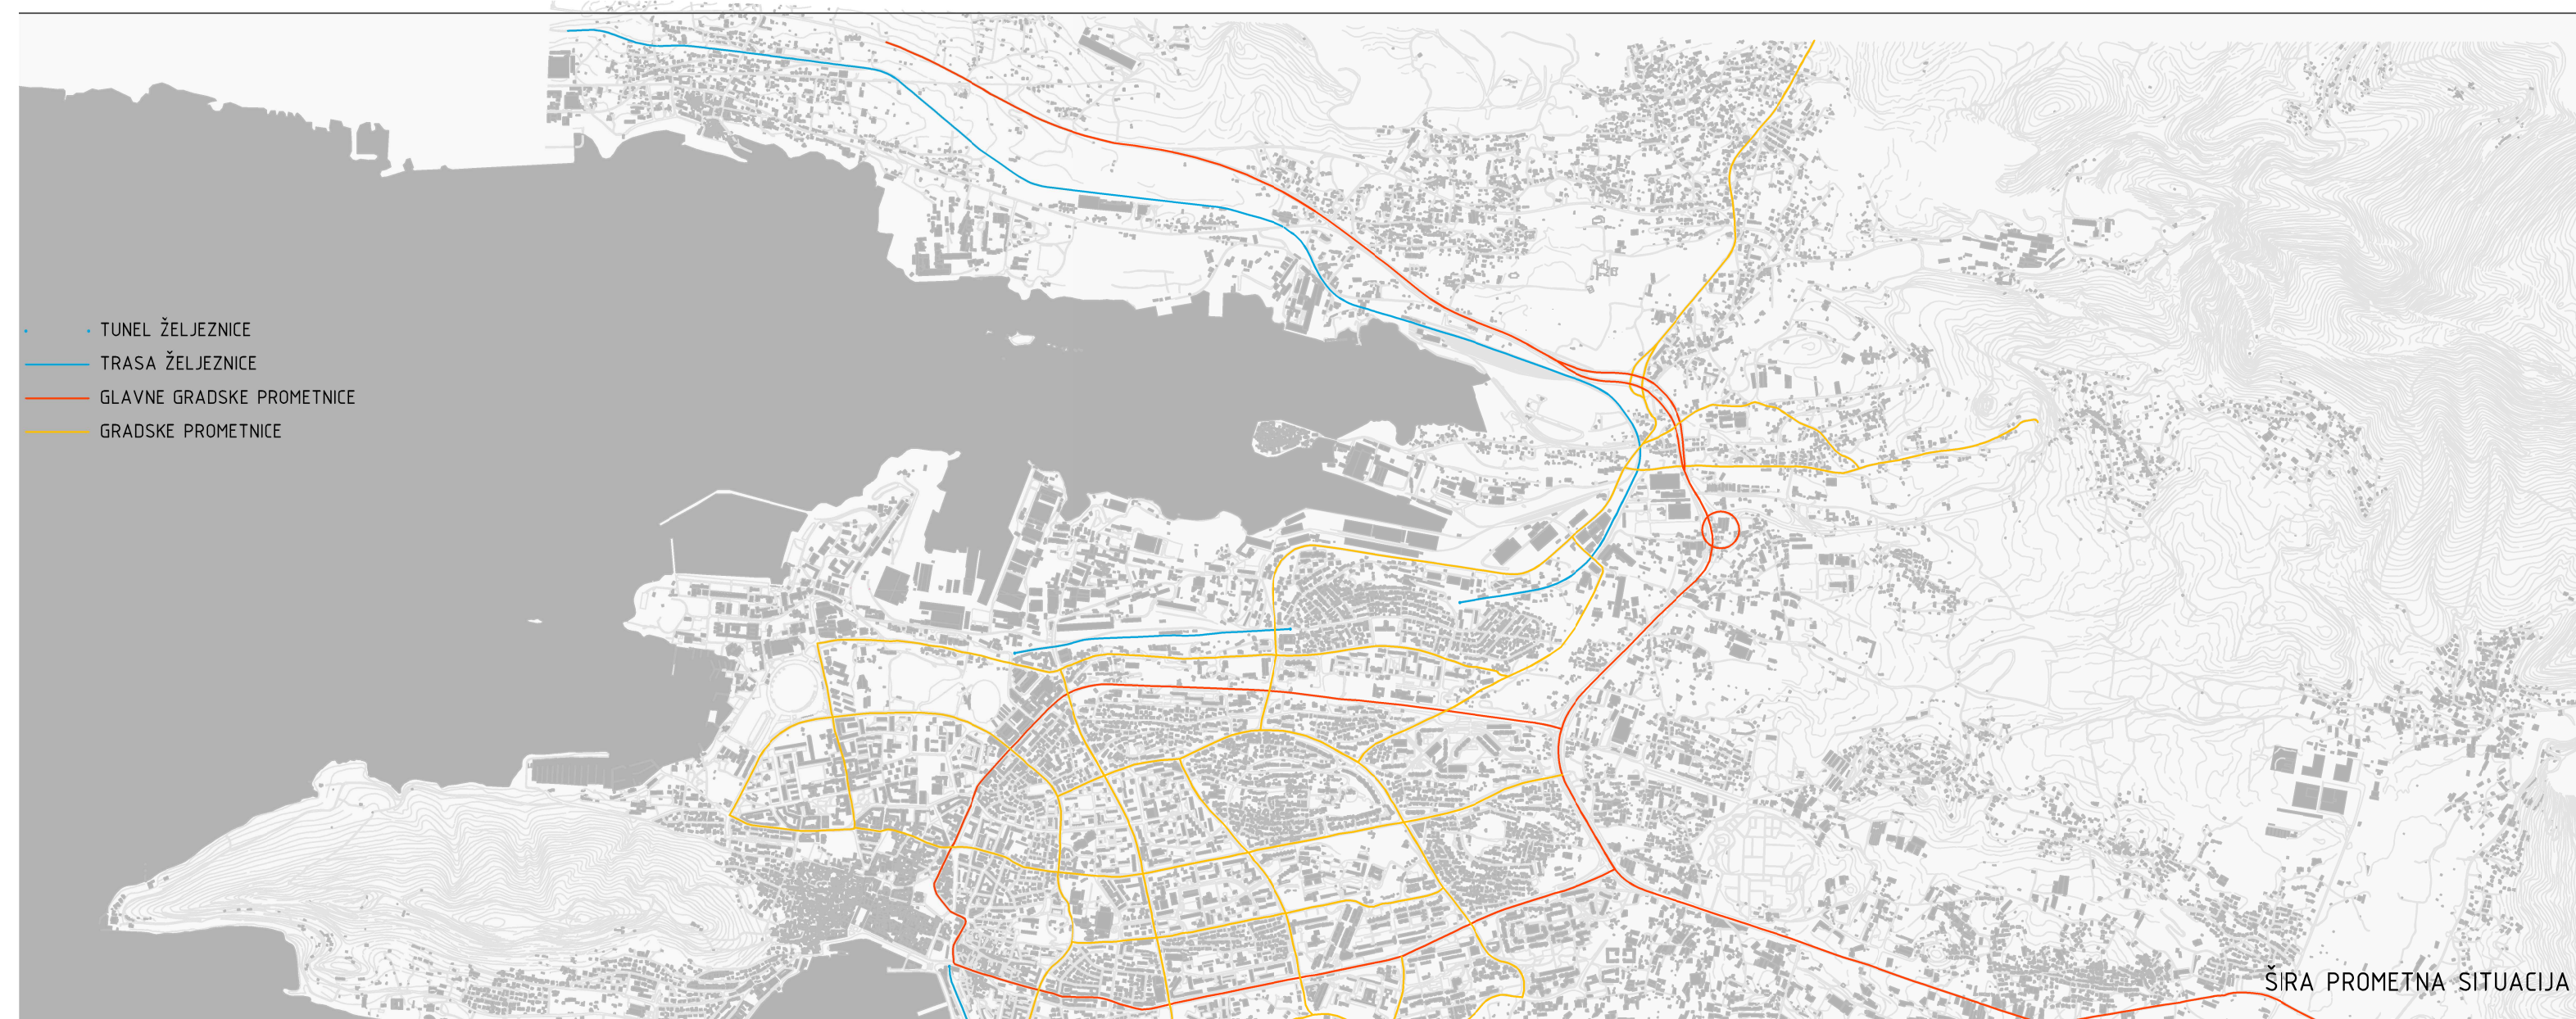 TUNEL ŽELJEZNICE
TRASA ŽELJEZNICE
GLAVNE GRADSKE PROMETNICE
GRADSKE PROMETNICE
ŠIRA PROMETNA SITUACIJA